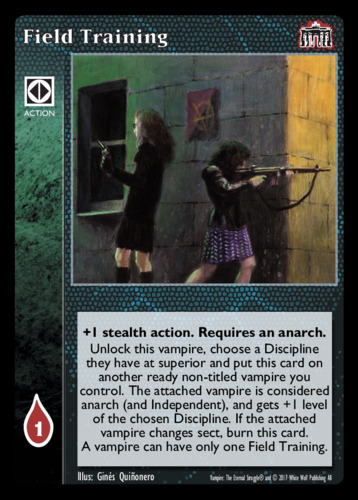 Field Training
ACTION
+1 stealth action. Requires an anarch.
Unlock this vampire, choose a Discipline
they have at superior and put this card on
another ready non-titled vampire you
control. The attached vampire is considered
anarch (and Independent), and gets +1 level
of the chosen Discipline. If the attached
vampire changes sect, burn this card.
A vampire can have only one Field Training.
1
Illus: Ginés Quiñonero
Vampire: The Eternal Struggle® and © 2017 White Wolf Publishing AB